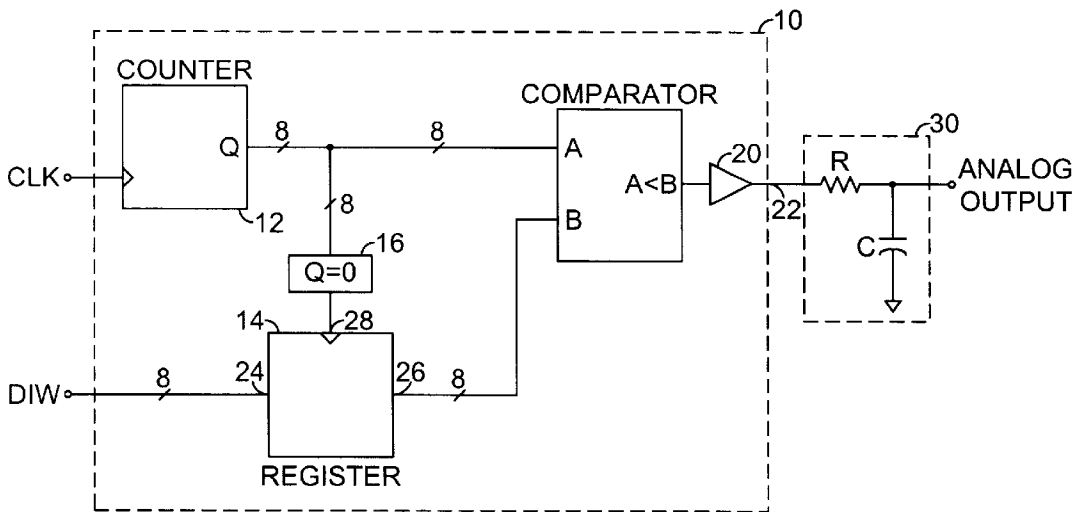 10
COUNTER
COMPARATOR
Q
8
8
A
A<B
B
20
22
30
R
C
ANALOG
OUTPUT
CLK
12
8
16
Q=0
14
28
DIW
8
24
26
8
REGISTER